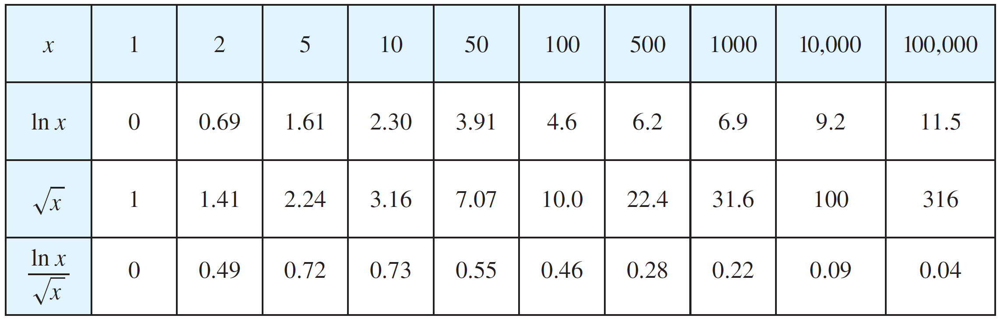 x 1 2 5 10 50 100 500 1000 10,000 100,000
ln x 0 0.69 1.61 2.30 3.91 4.6 6.2 6.9 9.2 11.5
√x 1 1.41 2.24 3.16 7.07 10.0 22.4 31.6 100 316
ln x
√x 0 0.49 0.72 0.73 0.55 0.46 0.28 0.22 0.09 0.04